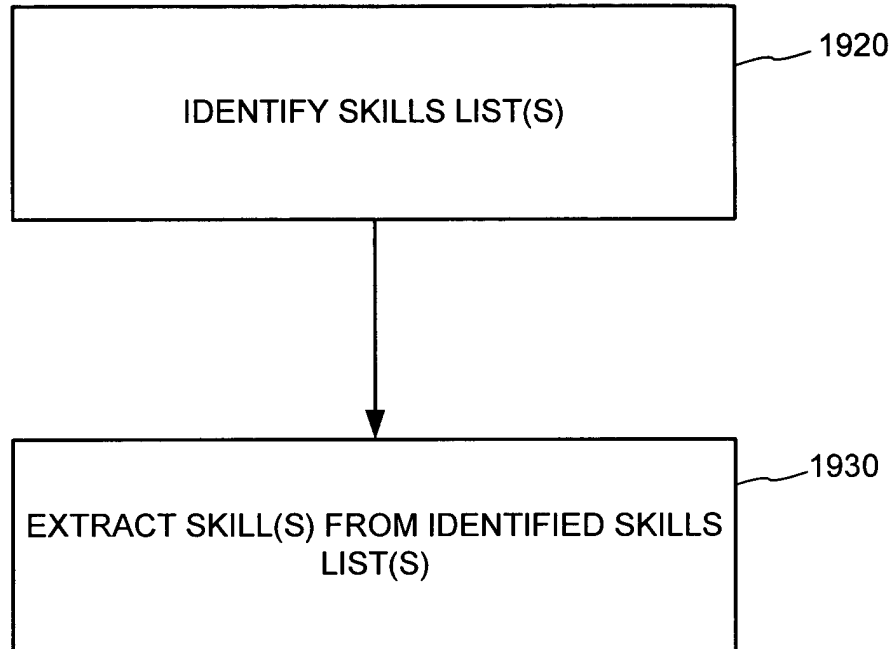 1920
IDENTIFY SKILLS LIST(S)
1930
EXTRACT SKILL(S) FROM IDENTIFIED SKILLS
LIST(S)